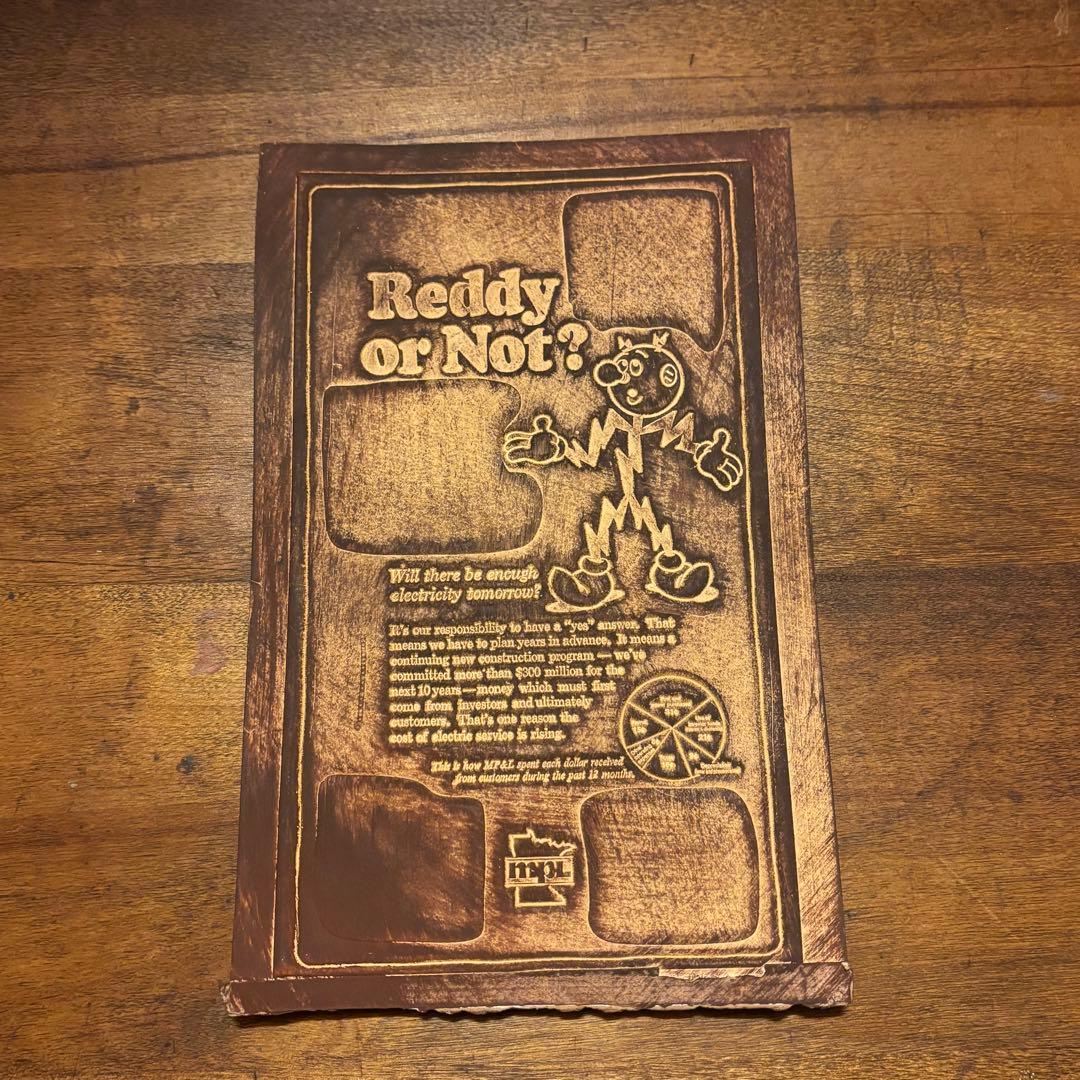 Reddy
or Not?
Will there be enough
electricity tomorrow?
It's our responsibility to have a "yes" answer. That
means we have to plan years in advance. It means a
continuing new construction program — we've
committed more than $300 million for the
next 10 years — money which must first
come from investors and ultimately
customers. That's one reason the
cost of electric service is rising.
This is how MP&L spent each dollar received
from customers during the past 12 months.
mpl